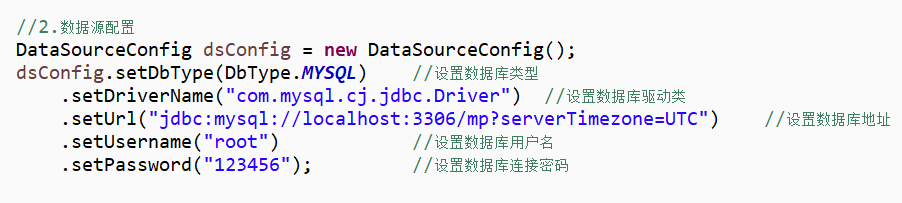 //2.数据源配置
DataSourceConfig dsConfig = new DataSourceConfig();
dsConfig.setDbType(DbType.MYSQL)    //设置数据库类型
    .setDriverName("com.mysql.cj.jdbc.Driver")  //设置数据库驱动类
    .setUrl("jdbc:mysql://localhost:3306/mp?serverTimezone=UTC")    //设置数据库地址
    .setUsername("root")            //设置数据库用户名
    .setPassword("123456");         //设置数据库连接密码